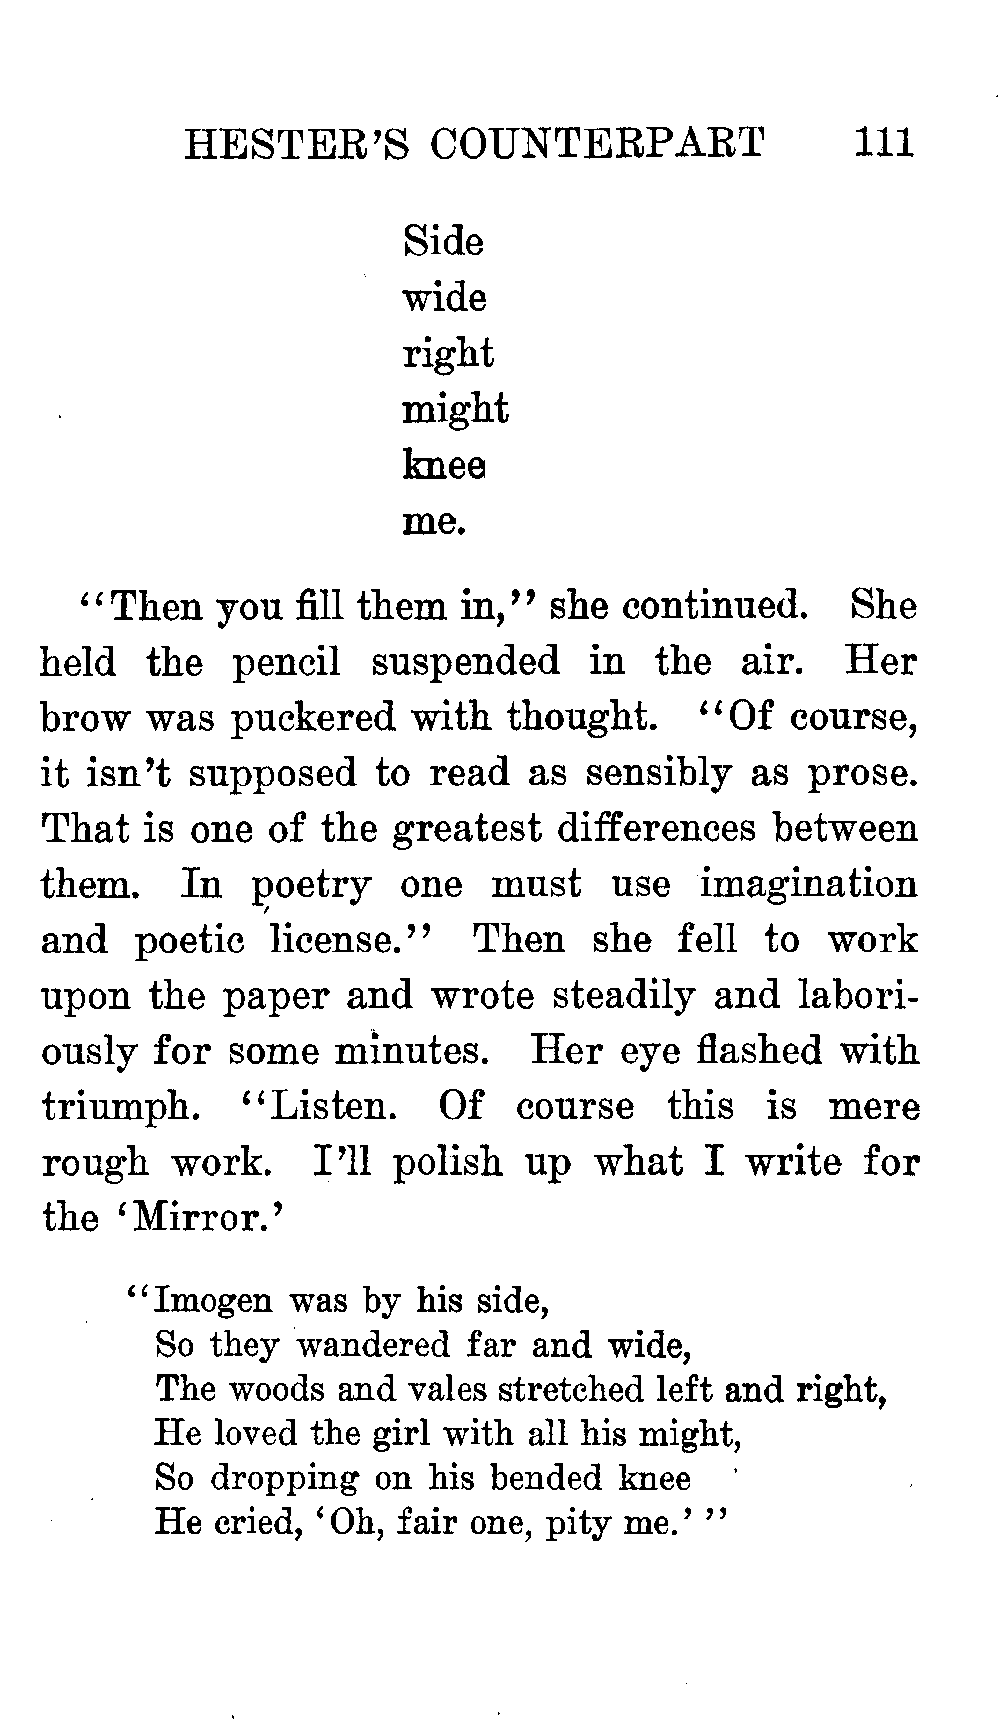 HESTER'S COUNTERPART 111
Side
wide
right
might
knee
me.
"Then you fill them in," she continued. She
held the pencil suspended in the air. Her
brow was puckered with thought. "Of course,
it isn't supposed to read as sensibly as prose.
That is one of the greatest differences between
them. In poetry one must use imagination
and poetic license." Then she fell to work
upon the paper and wrote steadily and labori-
ously for some minutes. Her eye flashed with
triumph. "Listen. Of course this is mere
rough work. I'll polish up what I write for
the 'Mirror.'
"Imogen was by his side,
So they wandered far and wide,
The woods and vales stretched left and right,
He loved the girl with all his might,
So dropping on his bended knee
He cried, 'Oh, fair one, pity me.' "